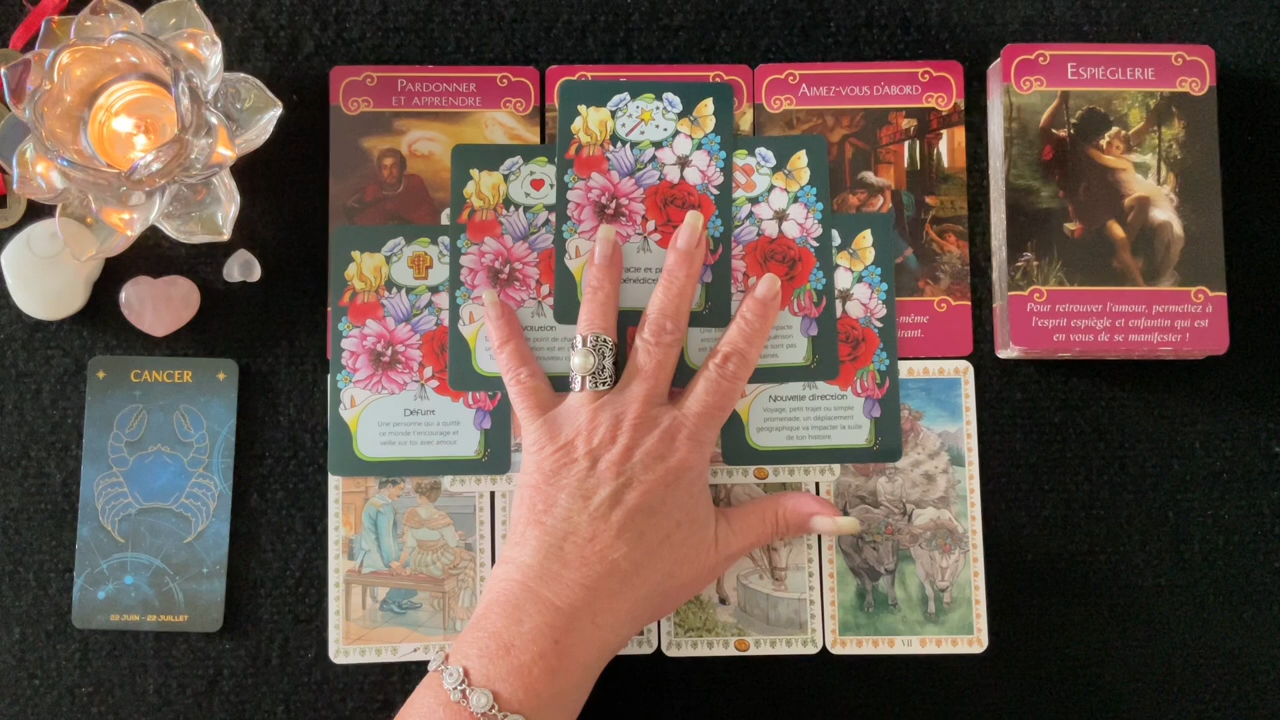 PARDONNER
ET APPRENDRE
AIMEZ-VOUS D'ABORD
ESPIÈGLERIE
Pour retrouver l'amour, permettez à
l'esprit espiègle et enfantin qui est
en vous de se manifester !
CANCER
22 JUIN - 22 JUILLET
Défunt
Une personne qui a quitté
ce monde t'encourage et
veille sur toi avec amour.
Nouvelle direction
Voyage, petit trajet ou simple
promenade, un déplacement
géographique va impacter la suite
de ton histoire.
VII